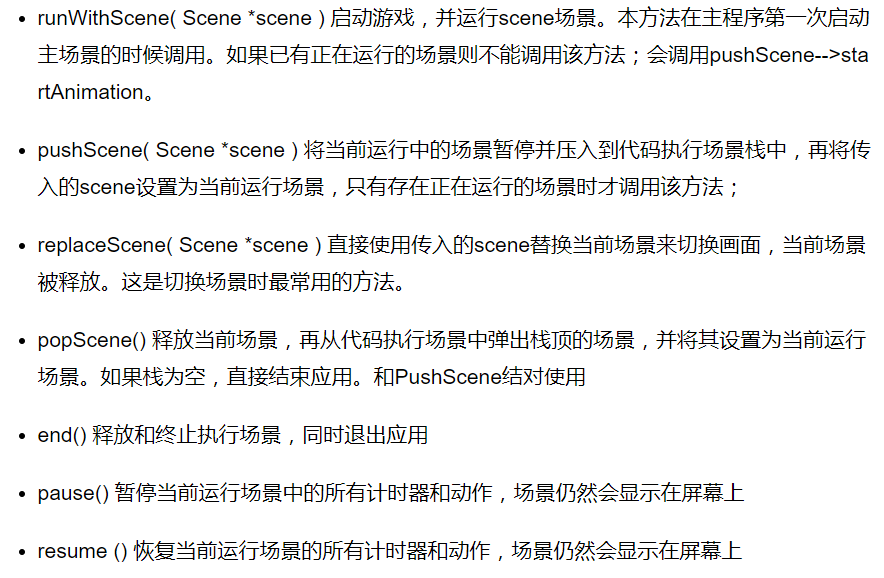 • runWithScene( Scene *scene ) 启动游戏，并运行scene场景。本方法在主程序第一次启动
主场景的时候调用。如果已有正在运行的场景则不能调用该方法；会调用pushScene-->sta
rtAnimation。
• pushScene( Scene *scene ) 将当前运行中的场景暂停并压入到代码执行场景栈中，再将传
入的scene设置为当前运行场景，只有存在正在运行的场景时才调用该方法；
• replaceScene( Scene *scene ) 直接使用传入的scene替换当前场景来切换画面，当前场景
被释放。这是切换场景时最常用的方法。
• popScene() 释放当前场景，再从代码执行场景中弹出栈顶的场景，并将其设置为当前运行
场景。如果栈为空，直接结束应用。和PushScene结对使用
• end() 释放和终止执行场景，同时退出应用
• pause() 暂停当前运行场景中的所有计时器和动作，场景仍然会显示在屏幕上
• resume () 恢复当前运行场景的所有计时器和动作，场景仍然会显示在屏幕上